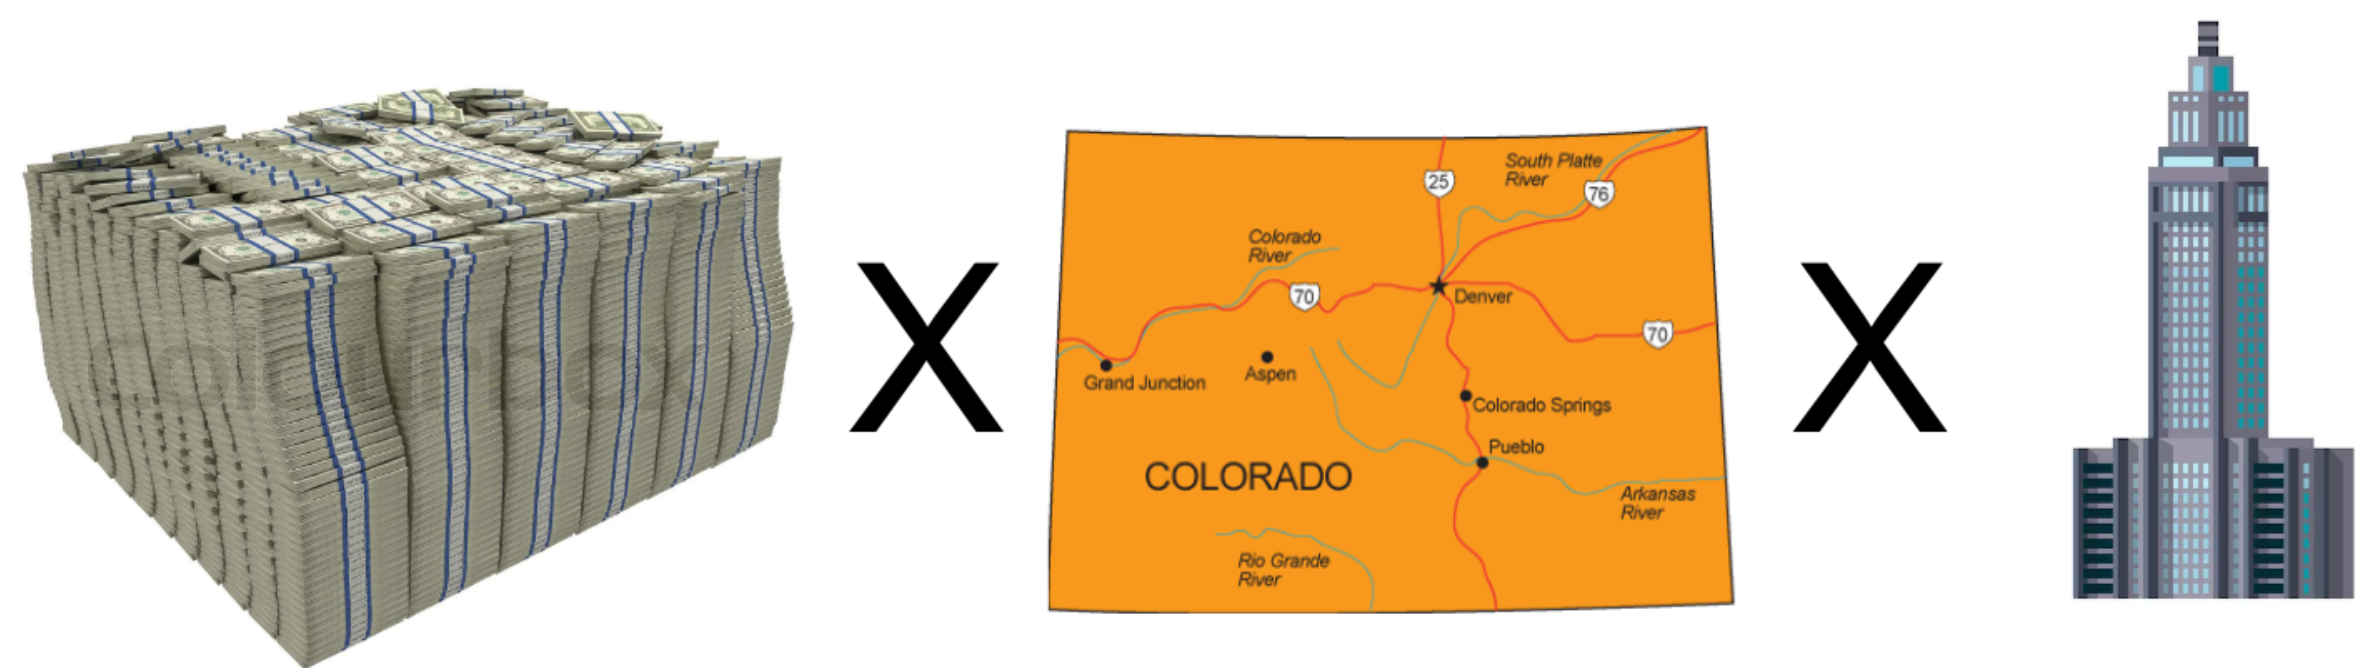 X
X
25
South Platte
River
76
Colorado
River
70
Denver
70
Grand Junction
Aspen
Colorado Springs
Pueblo
COLORADO
Arkansas
River
Rio Grande
River